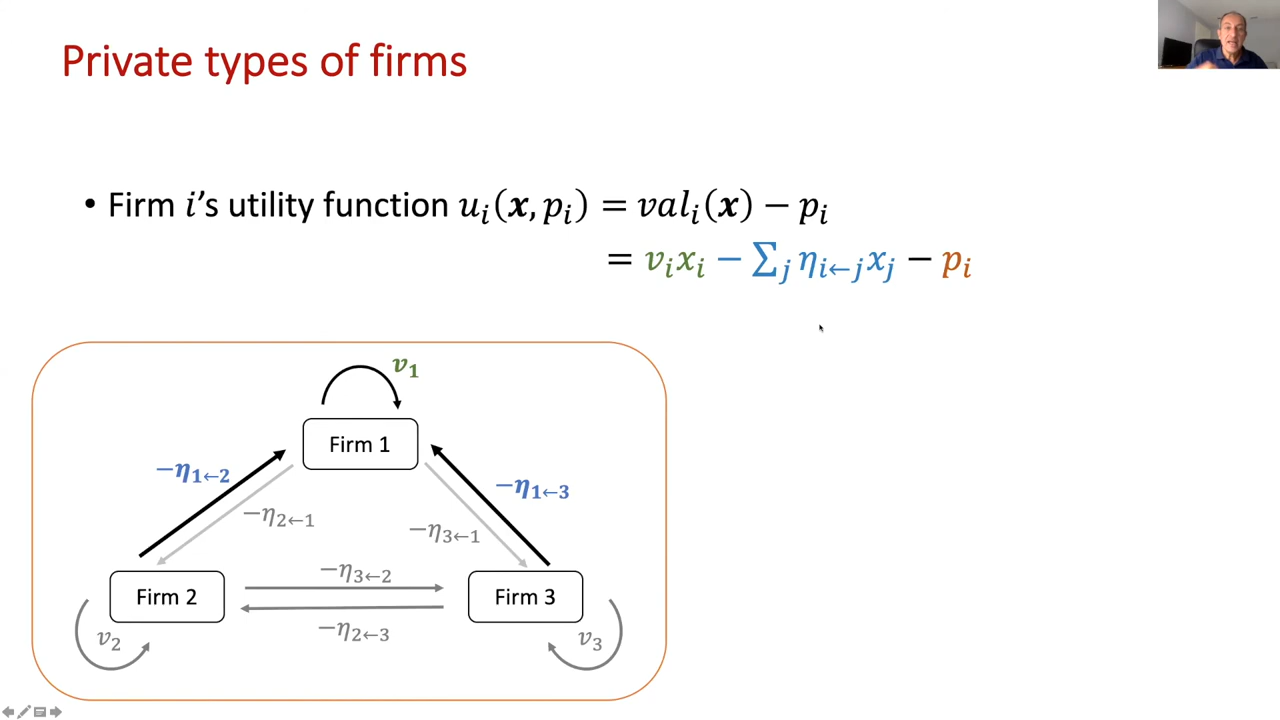 Private types of firms
• Firm i's utility function uᵢ(x, pᵢ) = valᵢ(x) − pᵢ
= vᵢxᵢ − ∑ⱼ ηᵢ←ⱼxⱼ − pᵢ
v₁
Firm 1
−η₁←₂
−η₁←₃
−η₂←₁
−η₃←₁
−η₃←₂
Firm 2
Firm 3
−η₂←₃
v₂
v₃